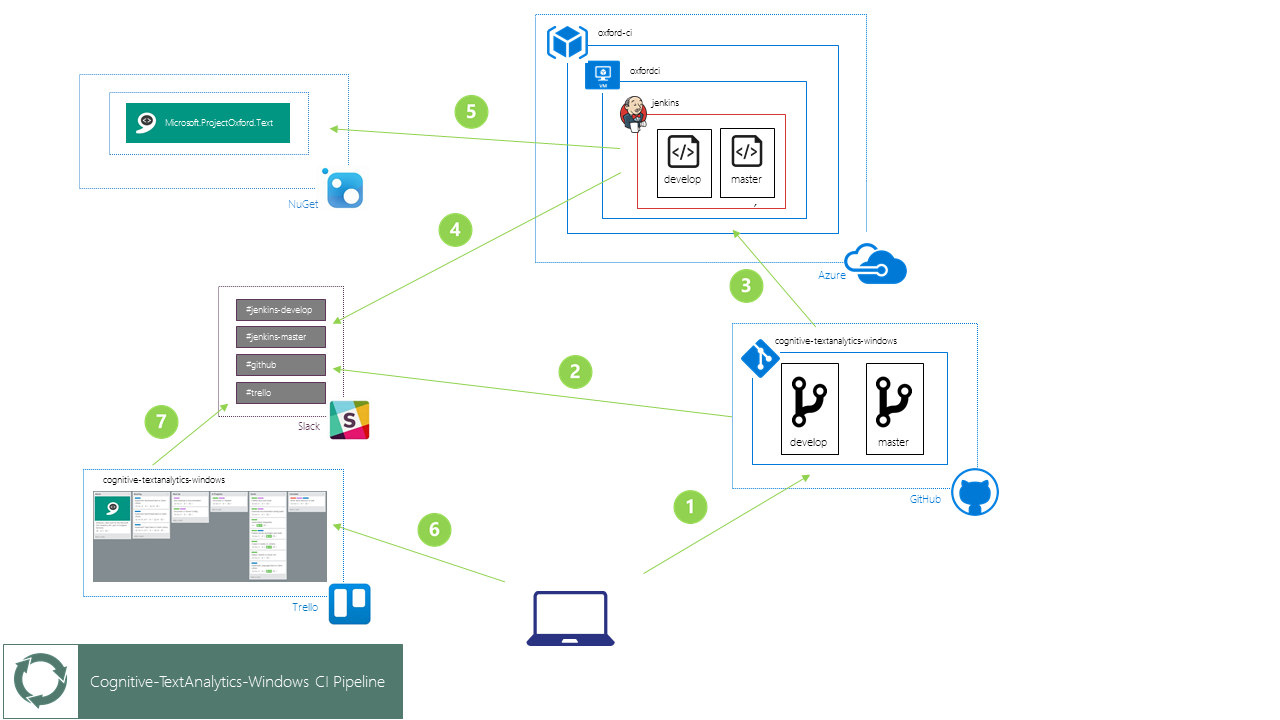 oxford-ci
oxfordci
VM
jenkins
develop
master
,
Azure
5
Microsoft.ProjectOxford.Text
NuGet
4
3
#jenkins-develop
#jenkins-master
#github
#trello
S
Slack
2
cognitive-textanalytics-windows
develop
master
GitHub
7
cognitive-textanalytics-windows
1
6
Trello
Cognitive-TextAnalytics-Windows CI Pipeline